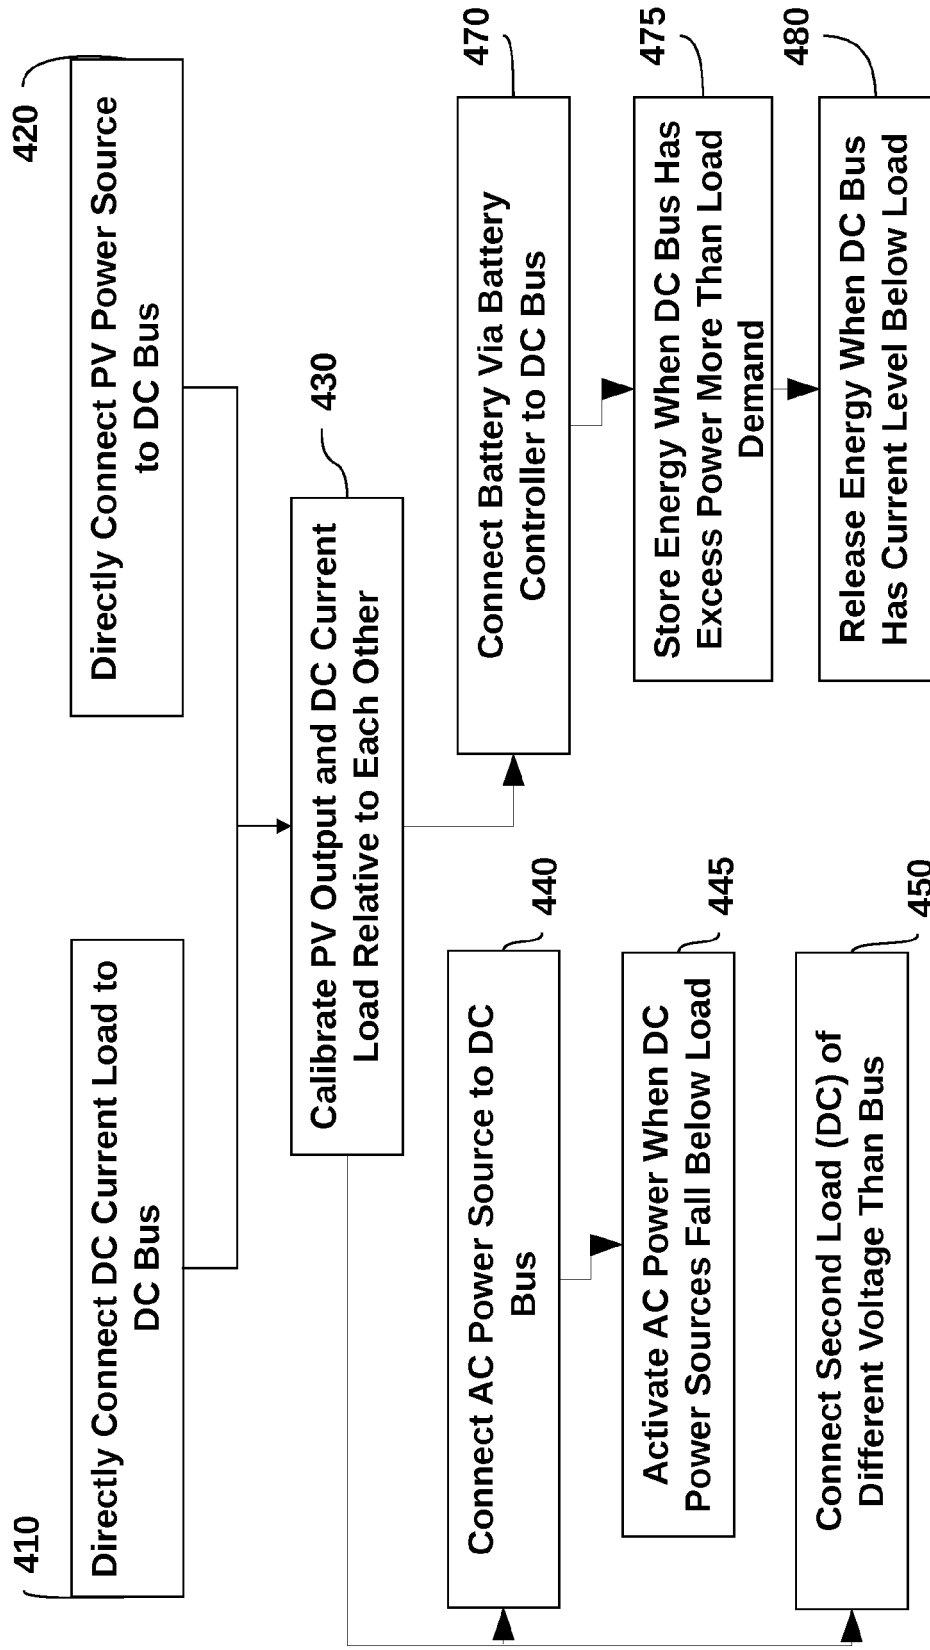 410
Directly Connect DC Current Load to
DC Bus
420
Directly Connect PV Power Source
to DC Bus
430
Calibrate PV Output and DC Current
Load Relative to Each Other
440
Connect AC Power Source to DC
Bus
445
Activate AC Power When DC
Power Sources Fall Below Load
450
Connect Second Load (DC) of
Different Voltage Than Bus
470
Connect Battery Via Battery
Controller to DC Bus
475
Store Energy When DC Bus Has
Excess Power More Than Load
Demand
480
Release Energy When DC Bus
Has Current Level Below Load